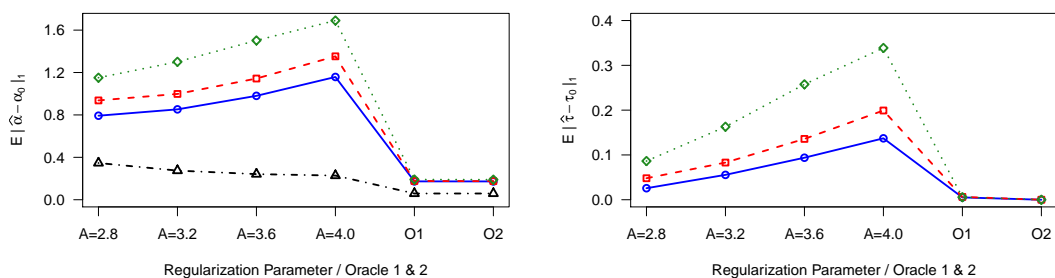 E | α̂ − α₀ |₁
1.6
1.2
0.8
0.4
0.0
A=2.8 A=3.2 A=3.6 A=4.0 O1 O2
Regularization Parameter / Oracle 1 & 2
E | τ̂ − τ₀ |₁
0.4
0.3
0.2
0.1
0.0
A=2.8 A=3.2 A=3.6 A=4.0 O1 O2
Regularization Parameter / Oracle 1 & 2